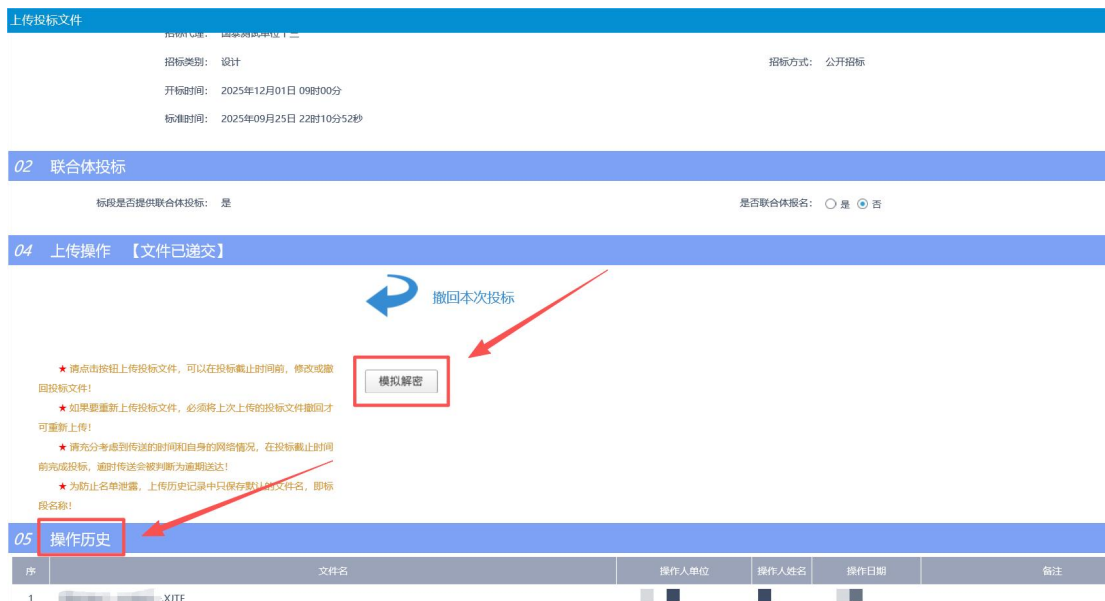 上传投标文件
招标代理： 国泰测试单位十三
招标类别： 设计 招标方式： 公开招标
开标时间： 2025年12月01日 09时00分
标准时间： 2025年09月25日 22时10分52秒
02 联合体投标
标段是否提供联合体投标： 是 是否联合体报名： 是 否
04 上传操作 【文件已递交】
撤回本次投标
★ 请点击按钮上传投标文件，可以在投标截止时间前，修改或撤
回投标文件！
★ 如果要重新上传投标文件，必须将上次上传的投标文件撤回才
可重新上传！
★ 请充分考虑到传送的时间和自身的网络情况，在投标截止时间
前完成投标，逾时传送会被判断为逾期送达！
★ 为防止名单泄露，上传历史记录中只保存默认的文件名，即标
段名称！
模拟解密
05 操作历史
序 文件名 操作人单位 操作人姓名 操作日期 备注
1 .XJTF